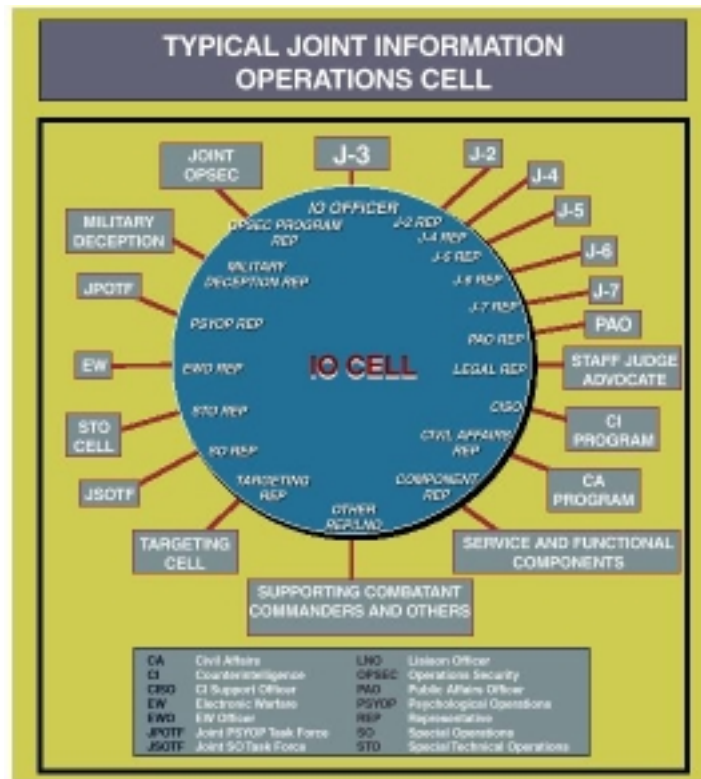 TYPICAL JOINT INFORMATION
OPERATIONS CELL
J-3
JOINT
OPSEC
MILITARY
DECEPTION
JPOTF
EW
STO
CELL
JSOTF
TARGETING
CELL
SUPPORTING COMBATANT
COMMANDERS AND OTHERS
J-2
J-4
J-5
J-6
J-7
PAO
STAFF JUDGE
ADVOCATE
CI
PROGRAM
CA
PROGRAM
SERVICE AND FUNCTIONAL
COMPONENTS
IO OFFICER
OPSEC PROGRAM
REP
MILITARY
DECEPTION REP
PSYOP REP
EWO REP
STO REP
SO REP
TARGETING
REP
OTHER
REP/LNO
J-2 REP
J-4 REP
J-5 REP
J-6 REP
J-7 REP
PAO REP
LEGAL REP
CISO
CIVIL AFFAIRS
REP
COMPONENT
REP
IO CELL
CA Civil Affairs
CI Counterintelligence
CISO CI Support Officer
EW Electronic Warfare
EWO EW Officer
JPOTF Joint PSYOP Task Force
JSOTF Joint SO Task Force
LNO Liaison Officer
OPSEC Operations Security
PAO Public Affairs Officer
PSYOP Psychological Operations
REP Representative
SO Special Operations
STO Special Technical Operations